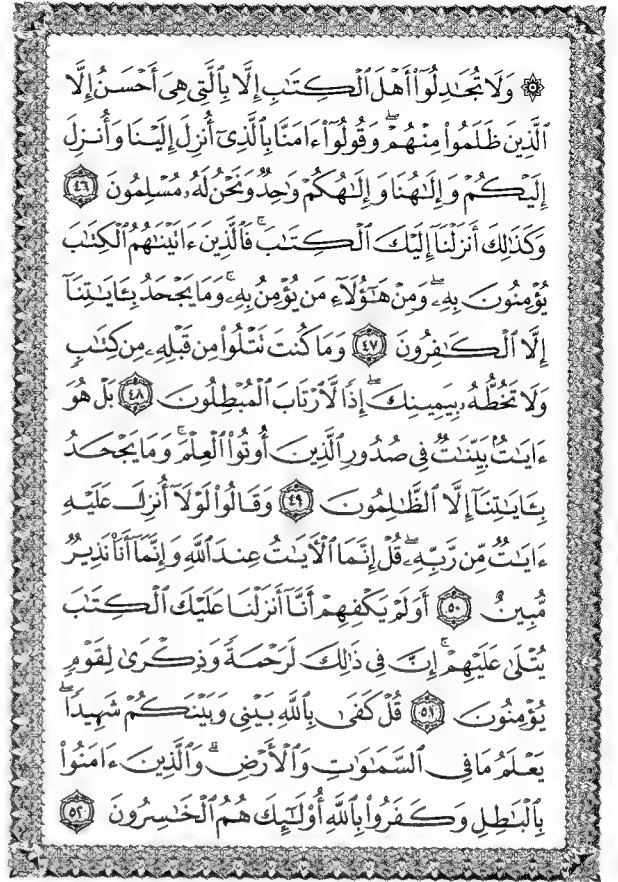 ۞ وَلَا تُجَٰدِلُوٓا۟ أَهْلَ ٱلْكِتَٰبِ إِلَّا بِٱلَّتِى هِىَ أَحْسَنُ إِلَّا
ٱلَّذِينَ ظَلَمُوا۟ مِنْهُمْ ۖ وَقُولُوٓا۟ ءَامَنَّا بِٱلَّذِىٓ أُنزِلَ إِلَيْنَا وَأُنزِلَ
إِلَيْكُمْ وَإِلَٰهُنَا وَإِلَٰهُكُمْ وَٰحِدٌ وَنَحْنُ لَهُۥ مُسْلِمُونَ ٤٦
وَكَذَٰلِكَ أَنزَلْنَآ إِلَيْكَ ٱلْكِتَٰبَ ۚ فَٱلَّذِينَ ءَاتَيْنَٰهُمُ ٱلْكِتَٰبَ
يُؤْمِنُونَ بِهِۦ ۖ وَمِنْ هَٰٓؤُلَآءِ مَن يُؤْمِنُ بِهِۦ ۚ وَمَا يَجْحَدُ بِـَٔايَٰتِنَآ
إِلَّا ٱلْكَٰفِرُونَ ٤٧ وَمَا كُنتَ تَتْلُوا۟ مِن قَبْلِهِۦ مِن كِتَٰبٍ
وَلَا تَخُطُّهُۥ بِيَمِينِكَ ۖ إِذًا لَّٱرْتَابَ ٱلْمُبْطِلُونَ ٤٨ بَلْ هُوَ
ءَايَٰتٌۢ بَيِّنَٰتٌ فِى صُدُورِ ٱلَّذِينَ أُوتُوا۟ ٱلْعِلْمَ ۚ وَمَا يَجْحَدُ
بِـَٔايَٰتِنَآ إِلَّا ٱلظَّٰلِمُونَ ٤٩ وَقَالُوا۟ لَوْلَآ أُنزِلَ عَلَيْهِ
ءَايَٰتٌ مِّن رَّبِّهِۦ ۖ قُلْ إِنَّمَا ٱلْـَٔايَٰتُ عِندَ ٱللَّهِ وَإِنَّمَآ أَنَا۠ نَذِيرٌ
مُّبِينٌ ٥٠ أَوَلَمْ يَكْفِهِمْ أَنَّآ أَنزَلْنَا عَلَيْكَ ٱلْكِتَٰبَ
يُتْلَىٰ عَلَيْهِمْ ۚ إِنَّ فِى ذَٰلِكَ لَرَحْمَةً وَذِكْرَىٰ لِقَوْمٍ
يُؤْمِنُونَ ٥١ قُلْ كَفَىٰ بِٱللَّهِ بَيْنِى وَبَيْنَكُمْ شَهِيدًا ۖ
يَعْلَمُ مَا فِى ٱلسَّمَٰوَٰتِ وَٱلْأَرْضِ ۗ وَٱلَّذِينَ ءَامَنُوا۟
بِٱلْبَٰطِلِ وَكَفَرُوا۟ بِٱللَّهِ أُو۟لَٰٓئِكَ هُمُ ٱلْخَٰسِرُونَ ٥٢